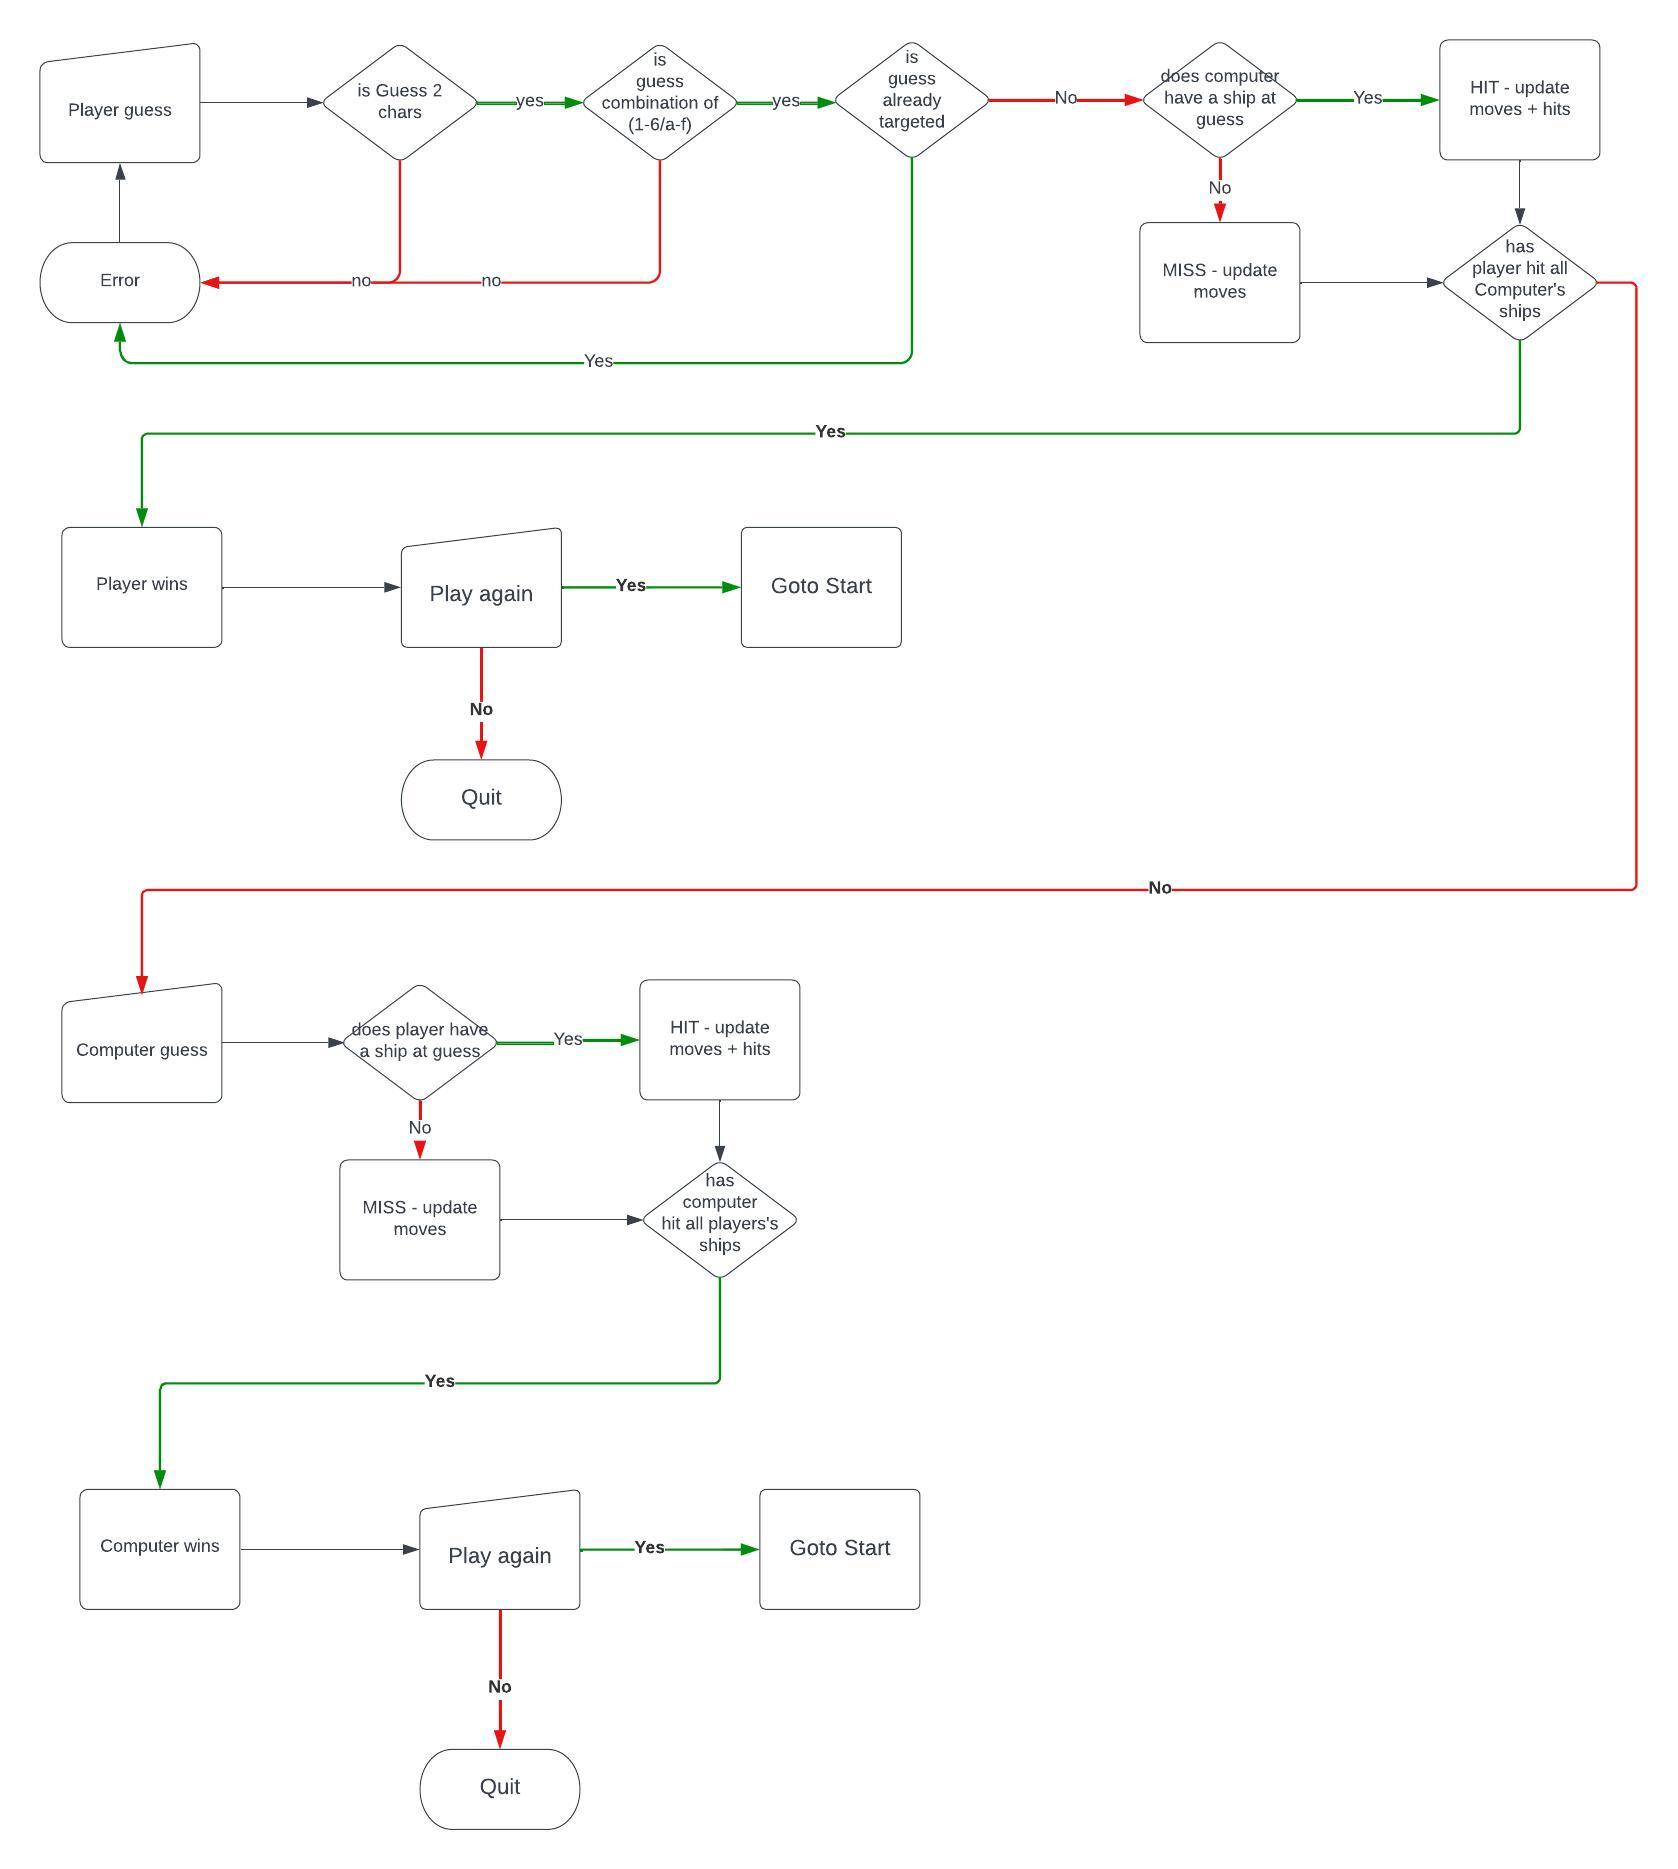 Player guess
is Guess 2
chars
yes
is
guess
combination of
(1-6/a-f)
yes
is
guess
already
targeted
No
does computer
have a ship at
guess
Yes
HIT - update
moves + hits
No
Error
no
no
MISS - update
moves
has
player hit all
Computer's
ships
Yes
Yes
Player wins
Play again
Yes
Goto Start
No
Quit
No
Computer guess
does player have
a ship at guess
Yes
HIT - update
moves + hits
No
MISS - update
moves
has
computer
hit all players's
ships
Yes
Computer wins
Play again
Yes
Goto Start
No
Quit